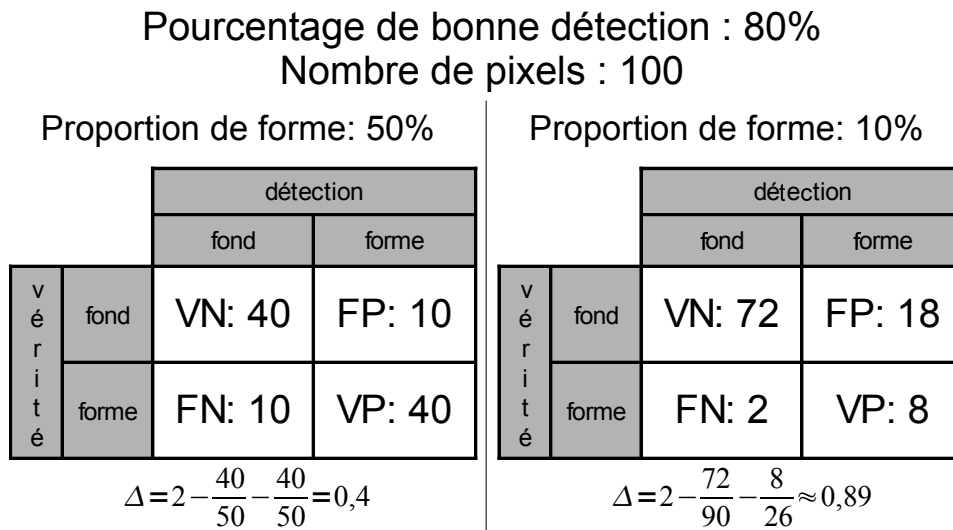 Pourcentage de bonne détection : 80%
Nombre de pixels : 100
Proportion de forme: 50%
détection
fond forme
vérité
fond VN: 40 FP: 10
forme FN: 10 VP: 40
Δ=2−40/50−40/50=0,4
Proportion de forme: 10%
détection
fond forme
vérité
fond VN: 72 FP: 18
forme FN: 2 VP: 8
Δ=2−72/90−8/26≈0,89